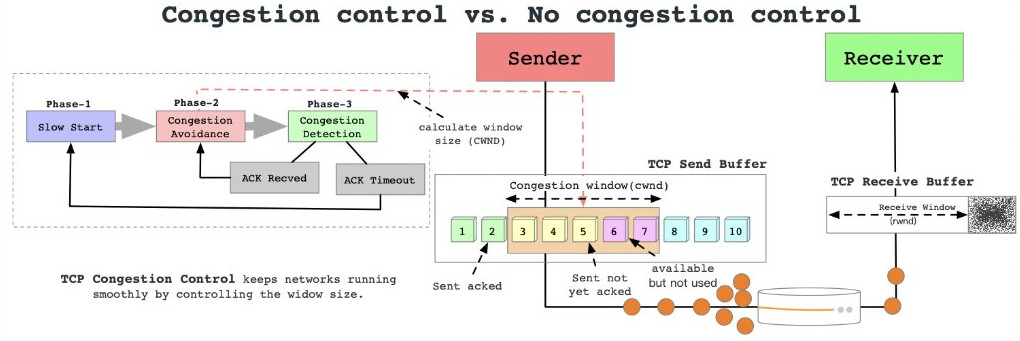 Congestion control vs. No congestion control
Sender
Receiver
Phase-1
Phase-2
Phase-3
Slow Start
Congestion
Avoidance
Congestion
Detection
ACK Recved
ACK Timeout
calculate window
size (CWND)
TCP Send Buffer
Congestion window(cwnd)
1 2 3 4 5 6 7 8 9 10
Sent acked
Sent not
yet acked
available
but not used
TCP Receive Buffer
Receive Window
(rwnd)
TCP Congestion Control keeps networks running
smoothly by controlling the widow size.